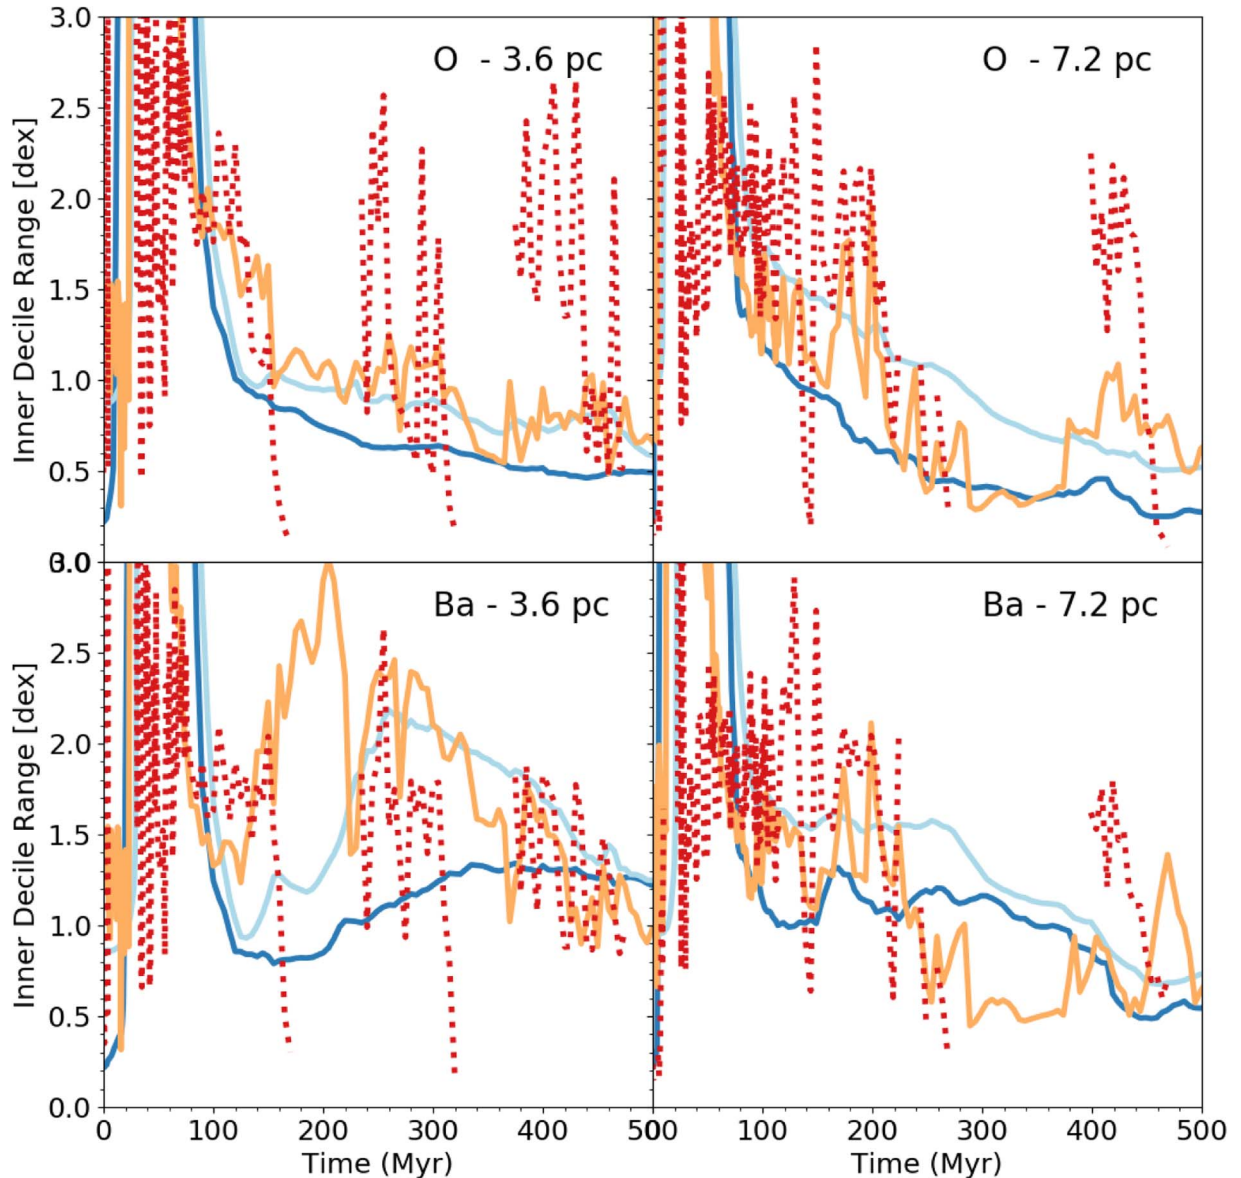 3.0
O - 3.6 pc
O - 7.2 pc
2.5
2.0
1.5
1.0
0.5
Inner Decile Range [dex]
3.0
Ba - 3.6 pc
Ba - 7.2 pc
2.5
2.0
1.5
1.0
0.5
0.0
Inner Decile Range [dex]
0 100 200 300 400 500 100 200 300 400 500
Time (Myr) Time (Myr)